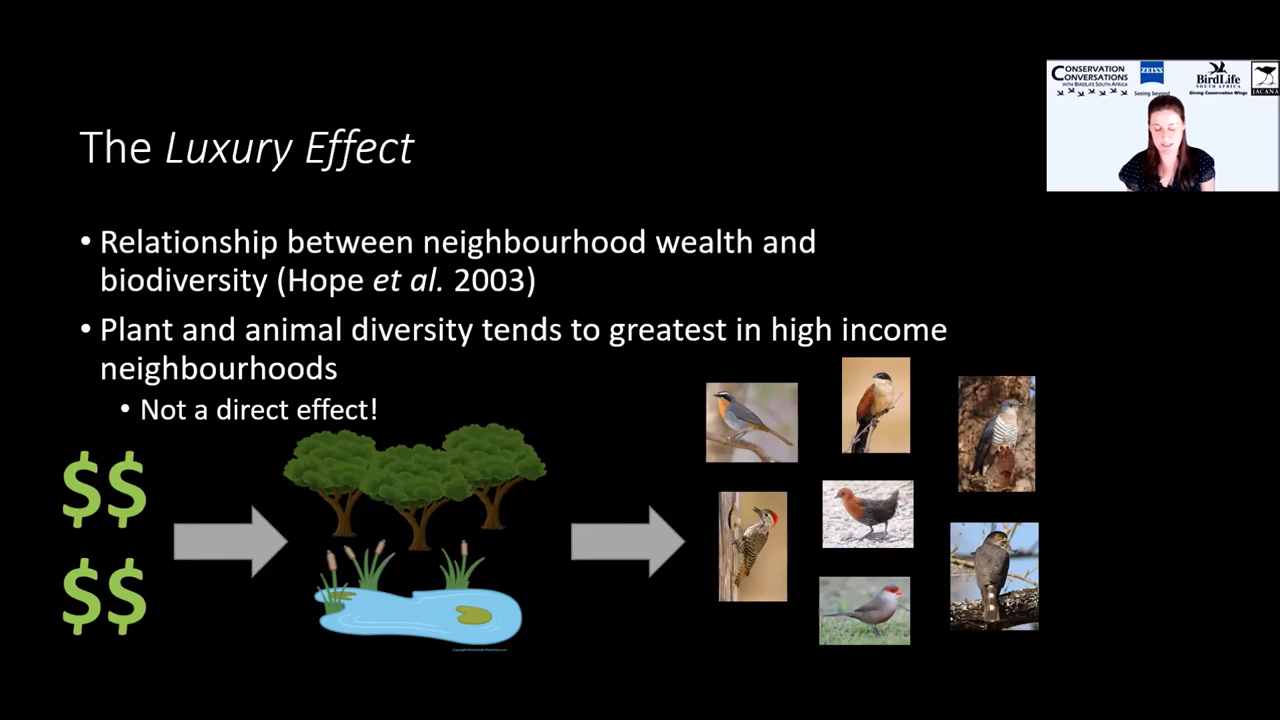 CONSERVATION
CONVERSATIONS
WITH BIRDLIFE SOUTH AFRICA
ZEISS
Seeing beyond
BirdLife
SOUTH AFRICA
Giving Conservation Wings
JACANA
The Luxury Effect
• Relationship between neighbourhood wealth and
biodiversity (Hope et al. 2003)
• Plant and animal diversity tends to greatest in high income
neighbourhoods
• Not a direct effect!
$$
$$